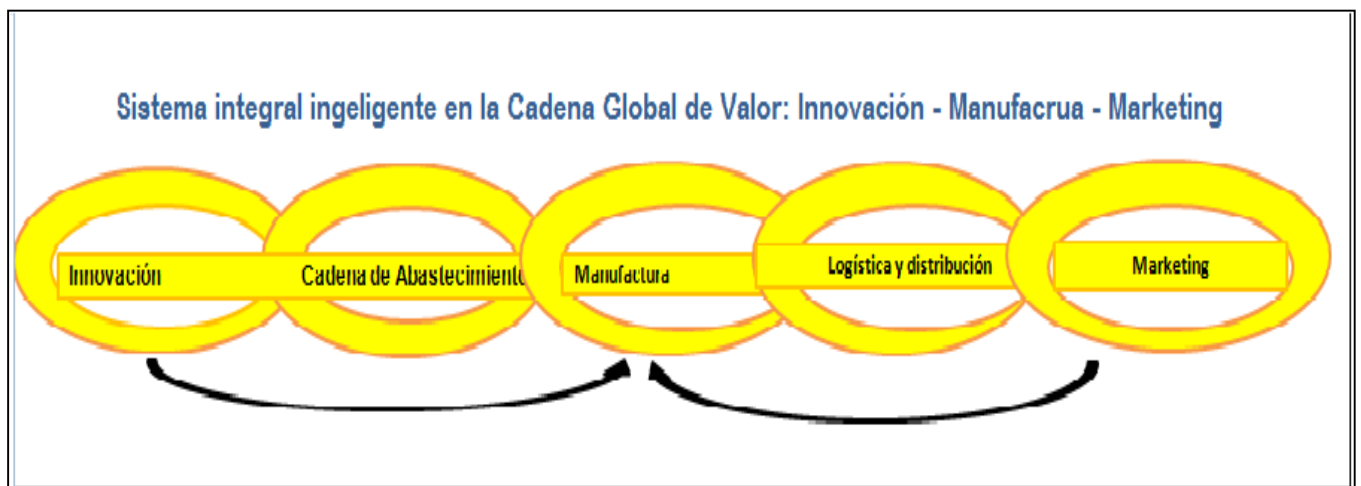 Sistema integral ingeligente en la Cadena Global de Valor: Innovación - Manufacrua - Marketing
Innovación
Cadena de Abastecimiento
Manufactura
Logística y distribución
Marketing